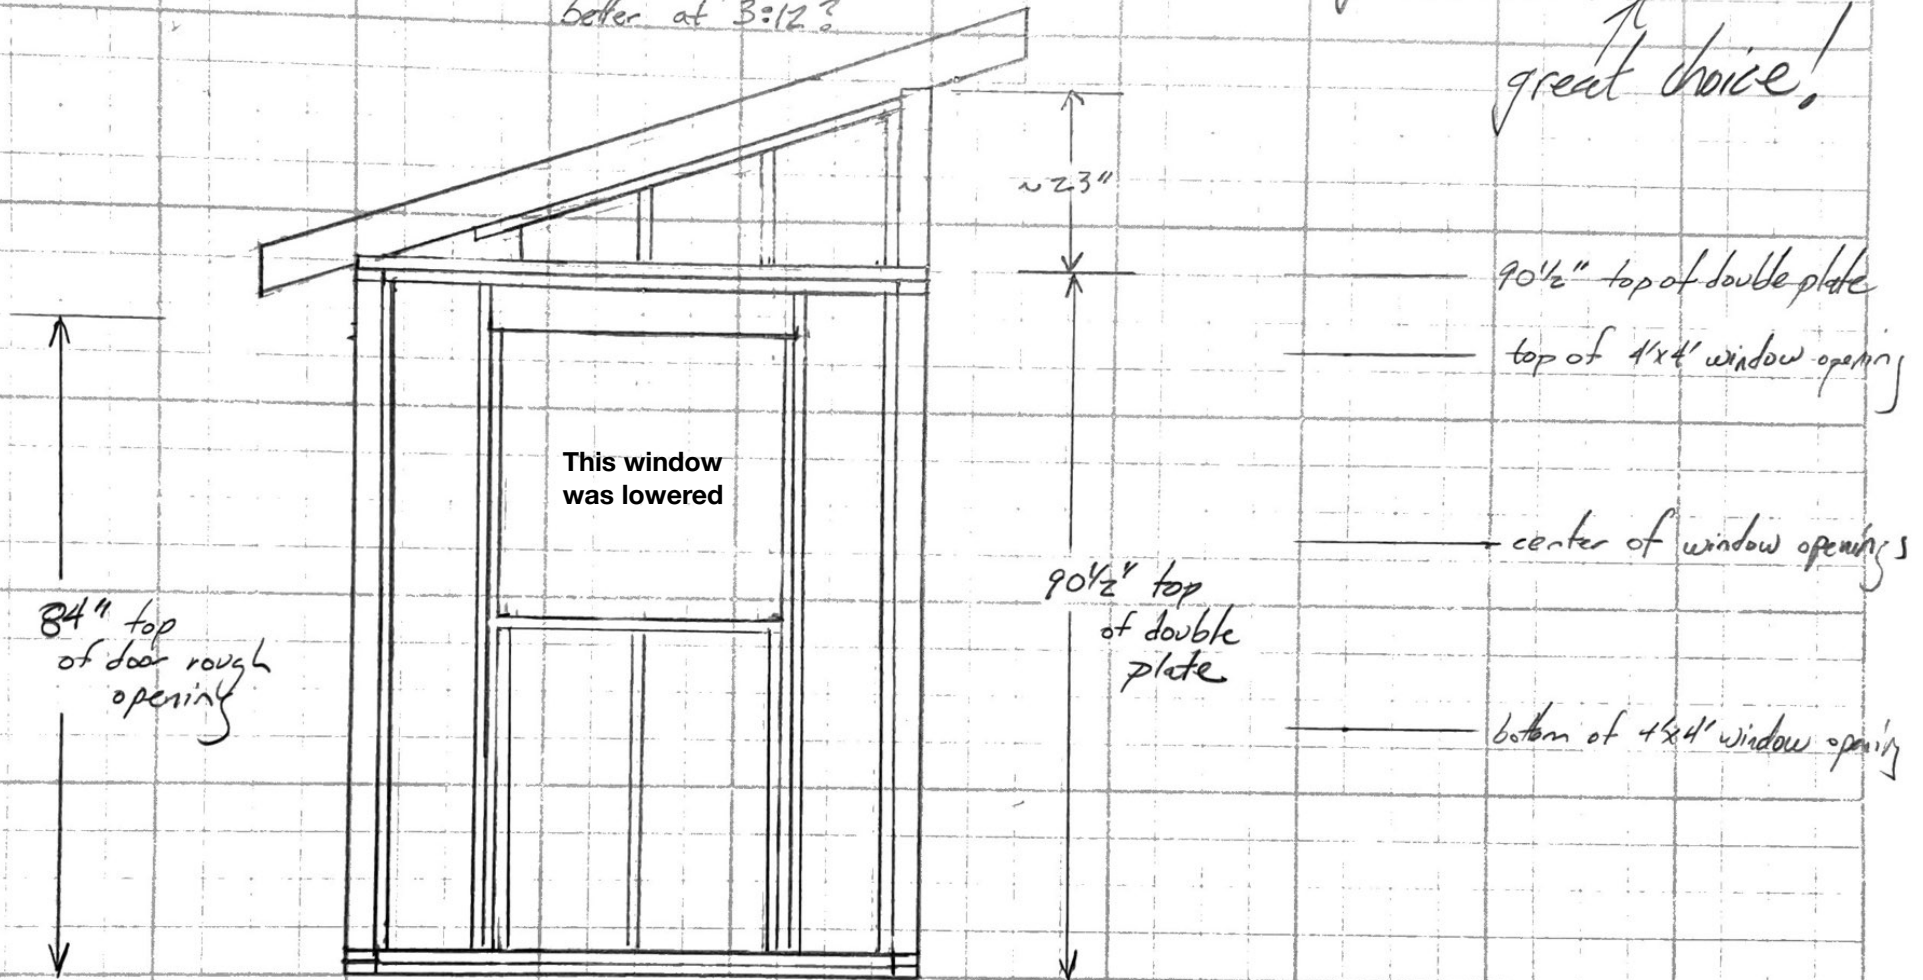 better at 3:12?
great choice!
~23"
90½" top of double plate
top of 4'x4' window opening
This window
was lowered
center of window openings
90½" top
of double
plate
84" top
of door rough
opening
bottom of 4'x4' window opening